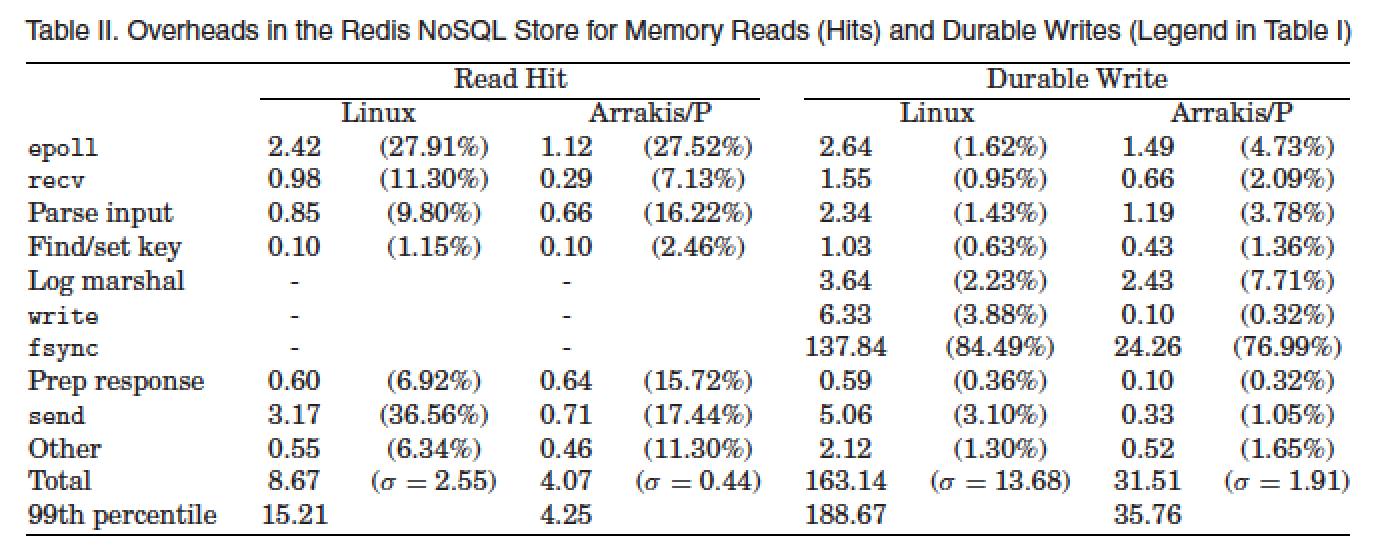 Table II. Overheads in the Redis NoSQL Store for Memory Reads (Hits) and Durable Writes (Legend in Table I)
Read Hit Durable Write
Linux Arrakis/P Linux Arrakis/P
epoll 2.42 (27.91%) 1.12 (27.52%) 2.64 (1.62%) 1.49 (4.73%)
recv 0.98 (11.30%) 0.29 (7.13%) 1.55 (0.95%) 0.66 (2.09%)
Parse input 0.85 (9.80%) 0.66 (16.22%) 2.34 (1.43%) 1.19 (3.78%)
Find/set key 0.10 (1.15%) 0.10 (2.46%) 1.03 (0.63%) 0.43 (1.36%)
Log marshal - - 3.64 (2.23%) 2.43 (7.71%)
write - - 6.33 (3.88%) 0.10 (0.32%)
fsync - - 137.84 (84.49%) 24.26 (76.99%)
Prep response 0.60 (6.92%) 0.64 (15.72%) 0.59 (0.36%) 0.10 (0.32%)
send 3.17 (36.56%) 0.71 (17.44%) 5.06 (3.10%) 0.33 (1.05%)
Other 0.55 (6.34%) 0.46 (11.30%) 2.12 (1.30%) 0.52 (1.65%)
Total 8.67 (σ = 2.55) 4.07 (σ = 0.44) 163.14 (σ = 13.68) 31.51 (σ = 1.91)
99th percentile 15.21 4.25 188.67 35.76